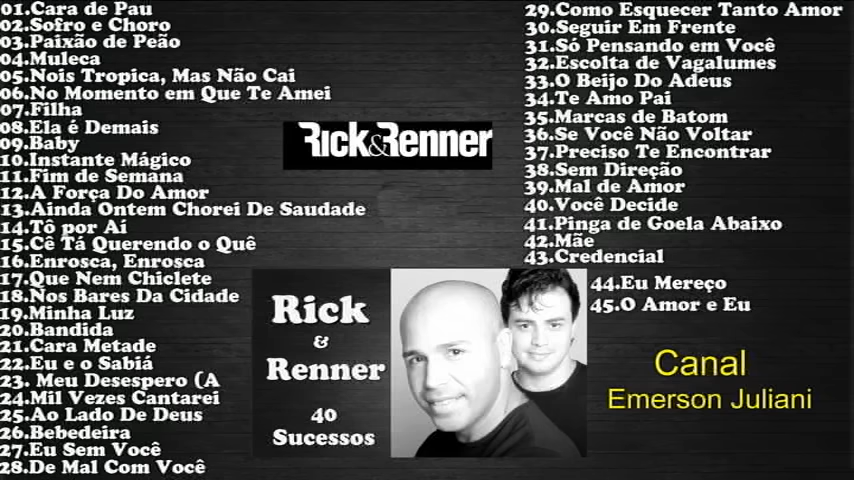 01.Cara de Pau
02.Sofro e Choro
03.Paixão de Peão
04.Muleca
05.Nois Tropica, Mas Não Cai
06.No Momento em Que Te Amei
07.Filha
08.Ela é Demais
09.Baby
10.Instante Mágico
11.Fim de Semana
12.A Força Do Amor
13.Ainda Ontem Chorei De Saudade
14.Tô por Aí
15.Cê Tá Querendo o Quê
16.Enrosca, Enrosca
17.Que Nem Chiclete
18.Nos Bares Da Cidade
19.Minha Luz
20.Bandida
21.Cara Metade
22.Eu e o Sabiá
23. Meu Desespero (A
24.Mil Vezes Cantarei
25.Ao Lado De Deus
26.Bebedeira
27.Eu Sem Você
28.De Mal Com Você
Rick&Renner
Rick
&
Renner
40
Sucessos
29.Como Esquecer Tanto Amor
30.Seguir Em Frente
31.Só Pensando em Você
32.Escolta de Vagalumes
33.O Beijo Do Adeus
34.Te Amo Pai
35.Marcas de Batom
36.Se Você Não Voltar
37.Preciso Te Encontrar
38.Sem Direção
39.Mal de Amor
40.Você Decide
41.Pinga de Goela Abaixo
42.Mãe
43.Credencial
44.Eu Mereço
45.O Amor e Eu
Canal
Emerson Juliani